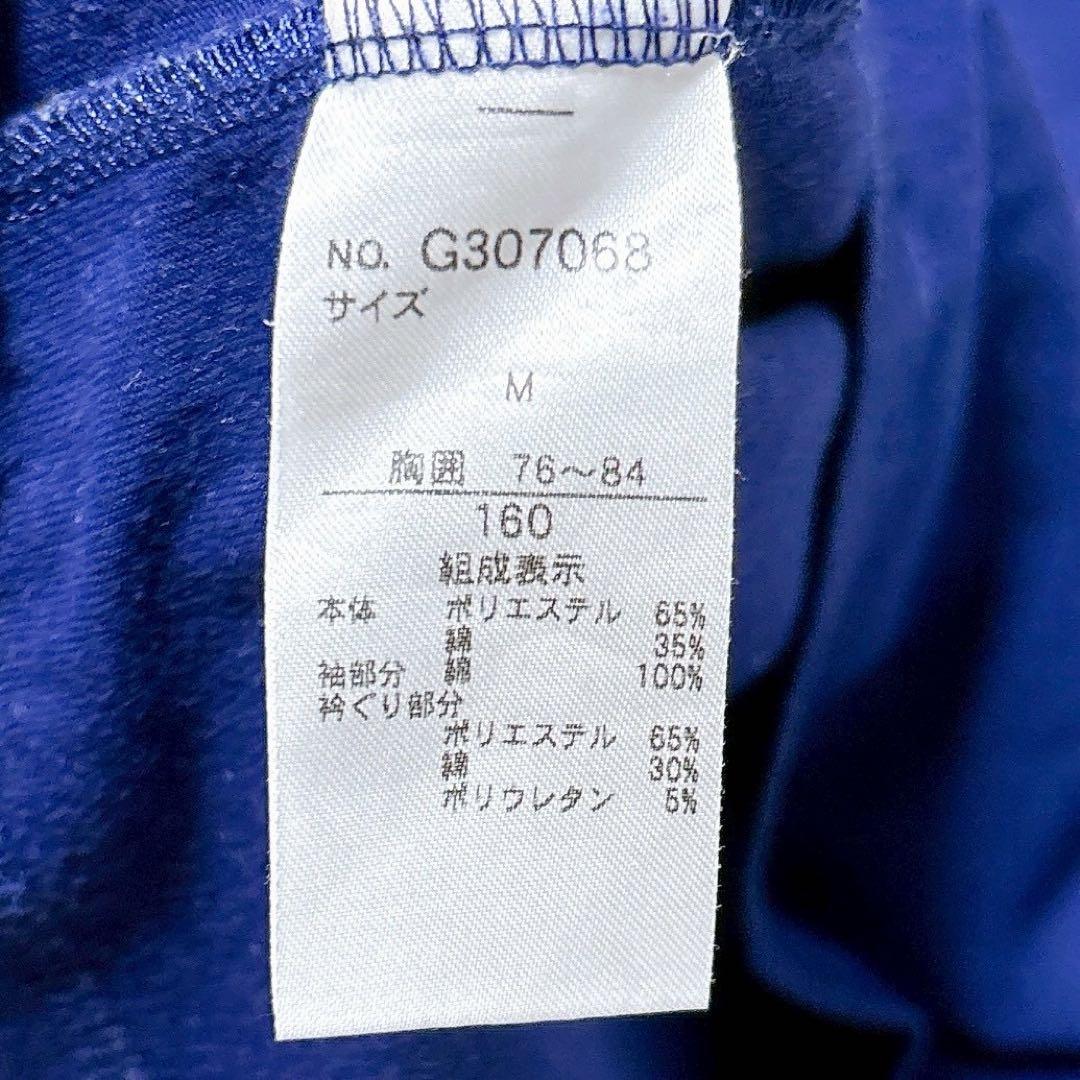 NO. G307068
サイズ
M
胸囲 76～84
160
組成表示
本体 ポリエステル 65%
綿 35%
袖部分 綿 100%
衿ぐり部分
ポリエステル 65%
綿 30%
ポリウレタン 5%